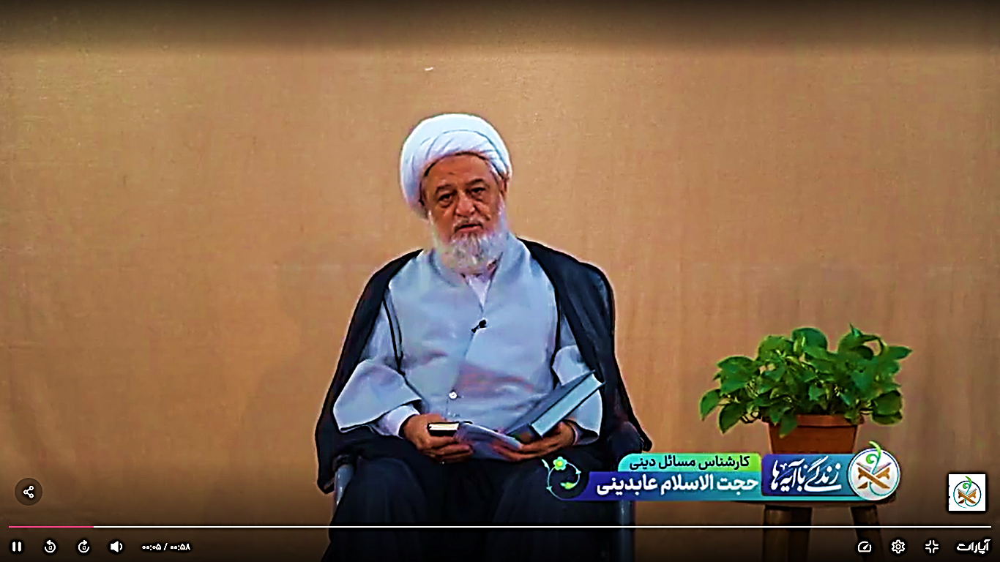 کارشناس مسائل دینی
حجت الاسلام عابدینی
زندگی با آیه‌ها
۰۰:۰۵ / ۰۰:۵۸
آپارات